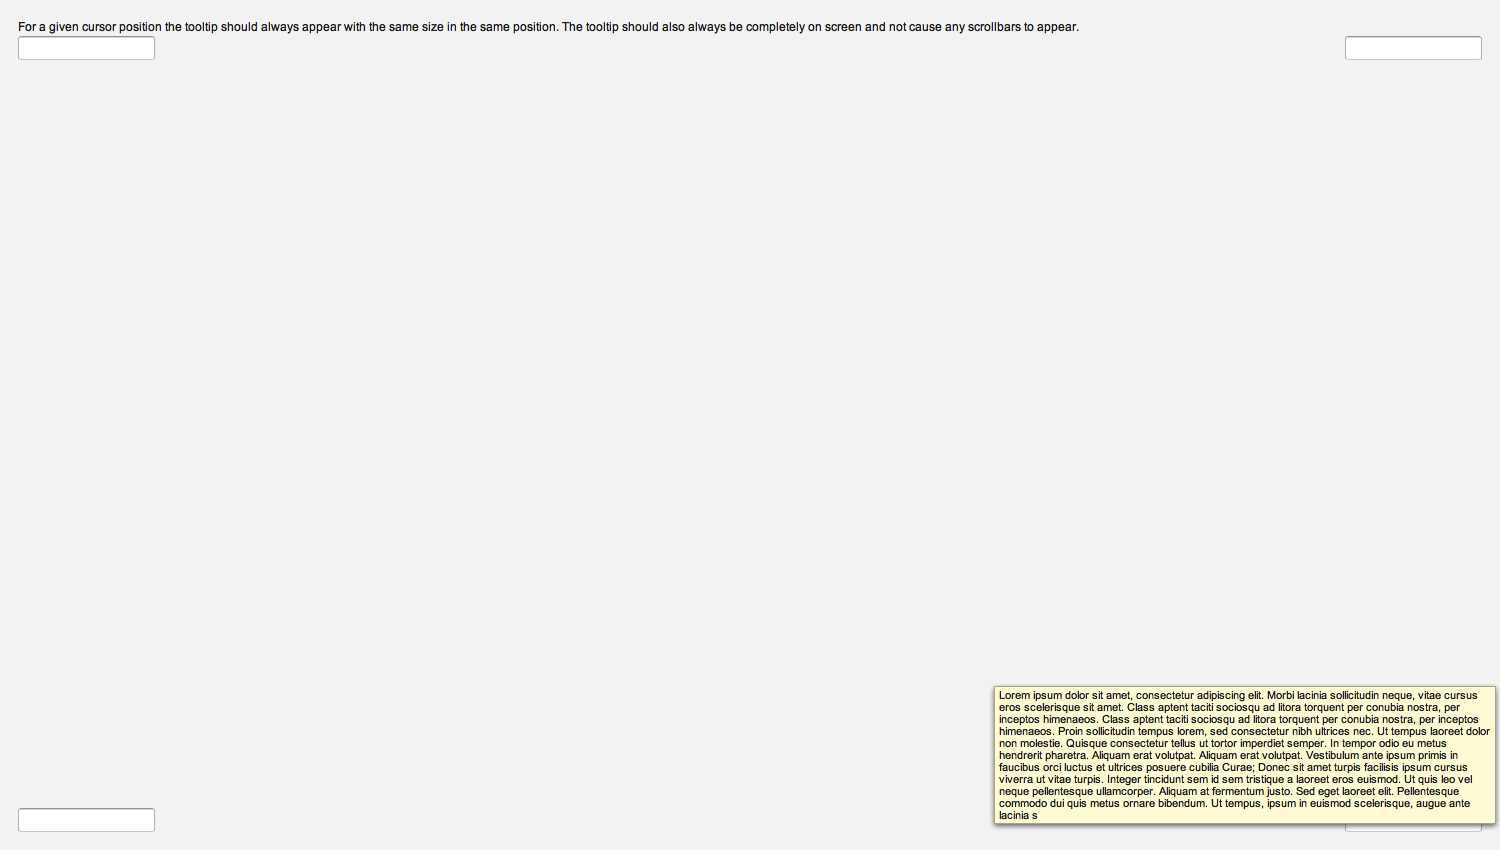 For a given cursor position the tooltip should always appear with the same size in the same position. The tooltip should also always be completely on screen and not cause any scrollbars to appear.
Lorem ipsum dolor sit amet, consectetur adipiscing elit. Morbi lacinia sollicitudin neque, vitae cursus
eros scelerisque sit amet. Class aptent taciti sociosqu ad litora torquent per conubia nostra, per
inceptos himenaeos. Class aptent taciti sociosqu ad litora torquent per conubia nostra, per inceptos
himenaeos. Proin sollicitudin tempus lorem, sed consectetur nibh ultrices nec. Ut tempus laoreet dolor
non molestie. Quisque consectetur tellus ut tortor imperdiet semper. In tempor odio eu metus
hendrerit pharetra. Aliquam erat volutpat. Aliquam erat volutpat. Vestibulum ante ipsum primis in
faucibus orci luctus et ultrices posuere cubilia Curae; Donec sit amet turpis facilisis ipsum cursus
viverra ut vitae turpis. Integer tincidunt sem id sem tristique a laoreet eros euismod. Ut quis leo vel
neque pellentesque ullamcorper. Aliquam at fermentum justo. Sed eget laoreet elit. Pellentesque
commodo dui quis metus ornare bibendum. Ut tempus, ipsum in euismod scelerisque, augue ante
lacinia s